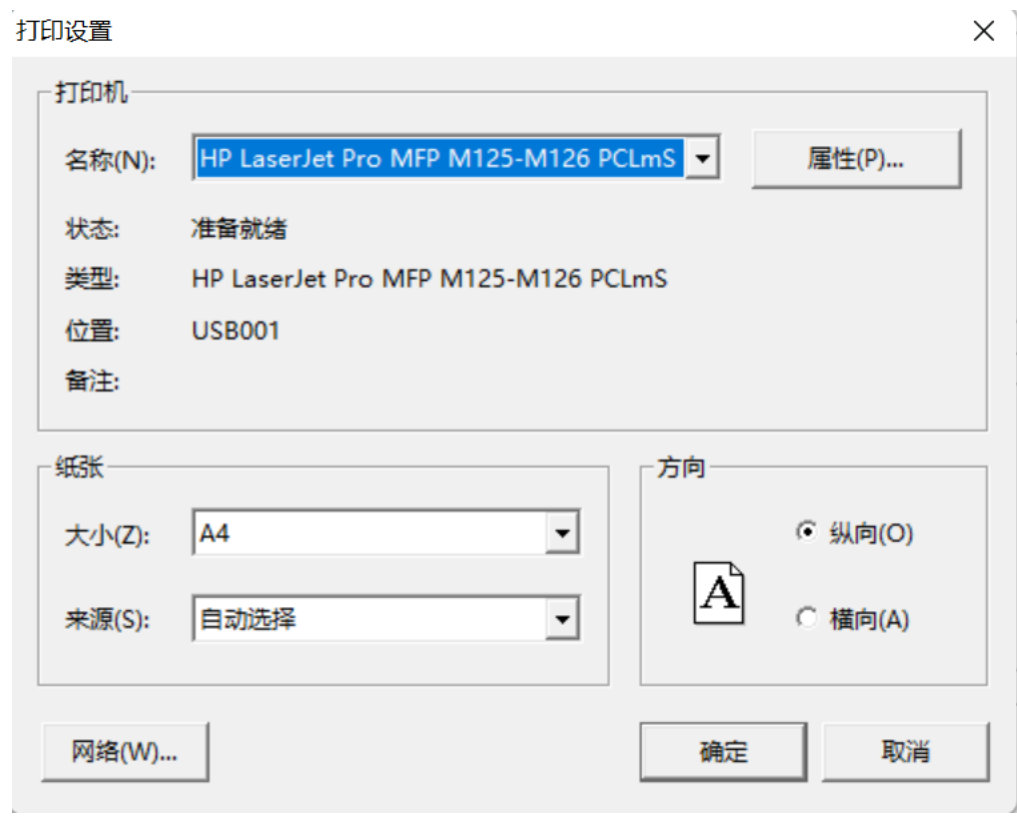 打印设置
打印机
名称(N): HP LaserJet Pro MFP M125-M126 PCLmS 属性(P)...
状态: 准备就绪
类型: HP LaserJet Pro MFP M125-M126 PCLmS
位置: USB001
备注:
纸张
大小(Z): A4
来源(S): 自动选择
方向
A
纵向(O)
横向(A)
网络(W)... 确定 取消